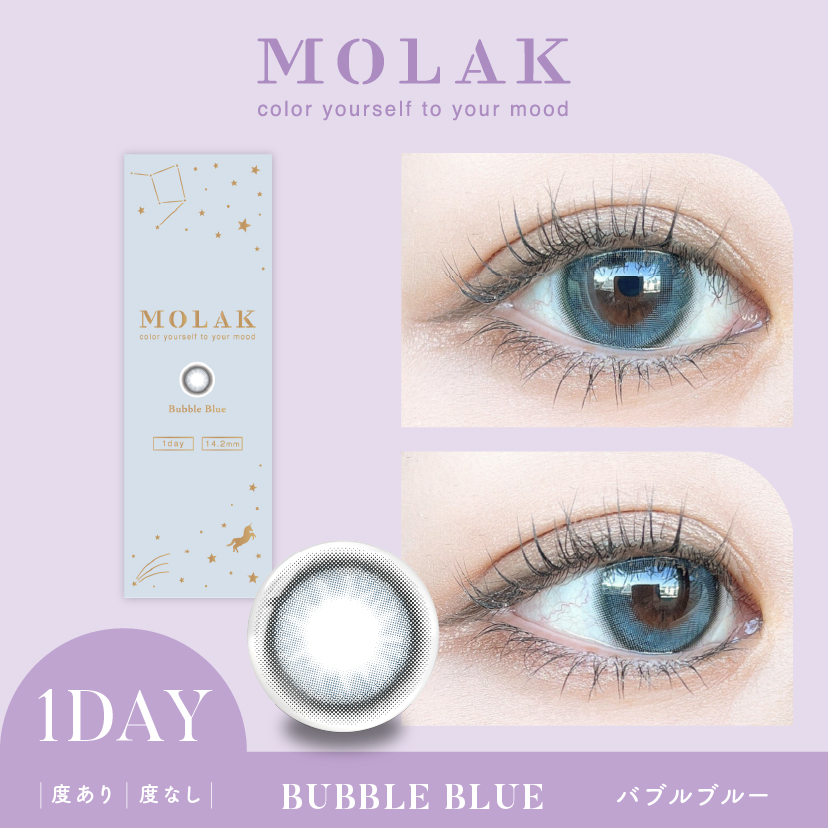 MOLAK
color yourself to your mood
MOLAK
color yourself to your mood
Bubble Blue
1day
14.2mm
1DAY
度あり 度なし
BUBBLE BLUE
バブルブルー